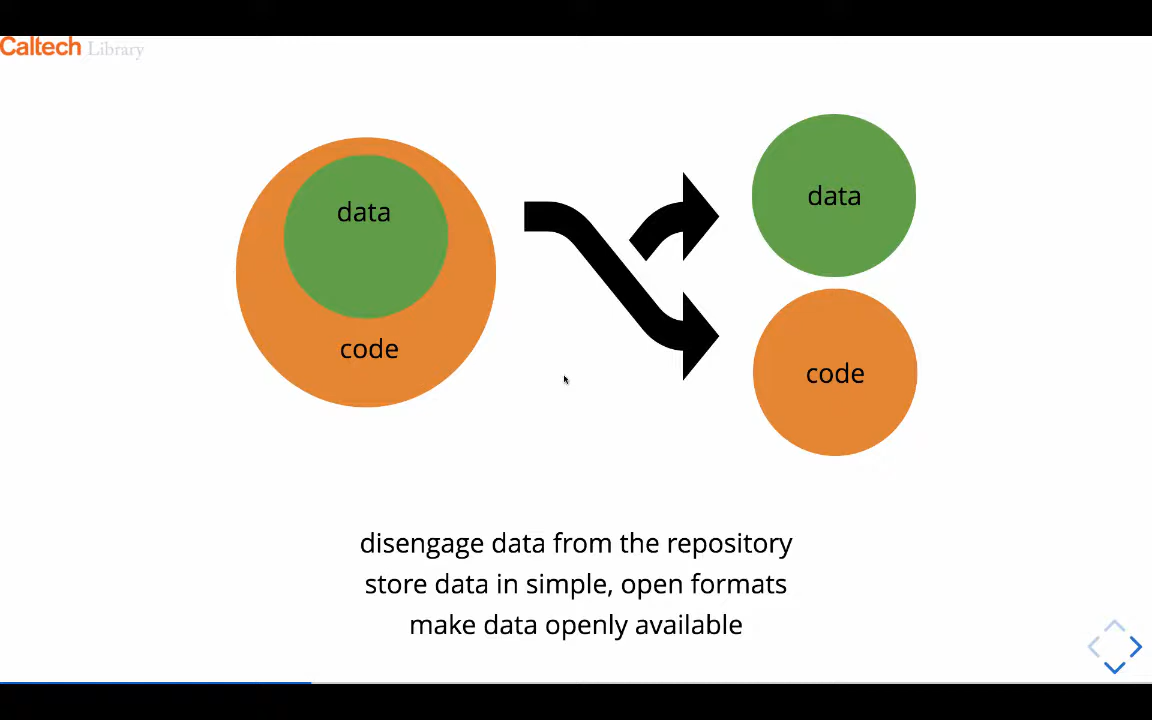 Caltech Library
data
code
data
code
disengage data from the repository
store data in simple, open formats
make data openly available